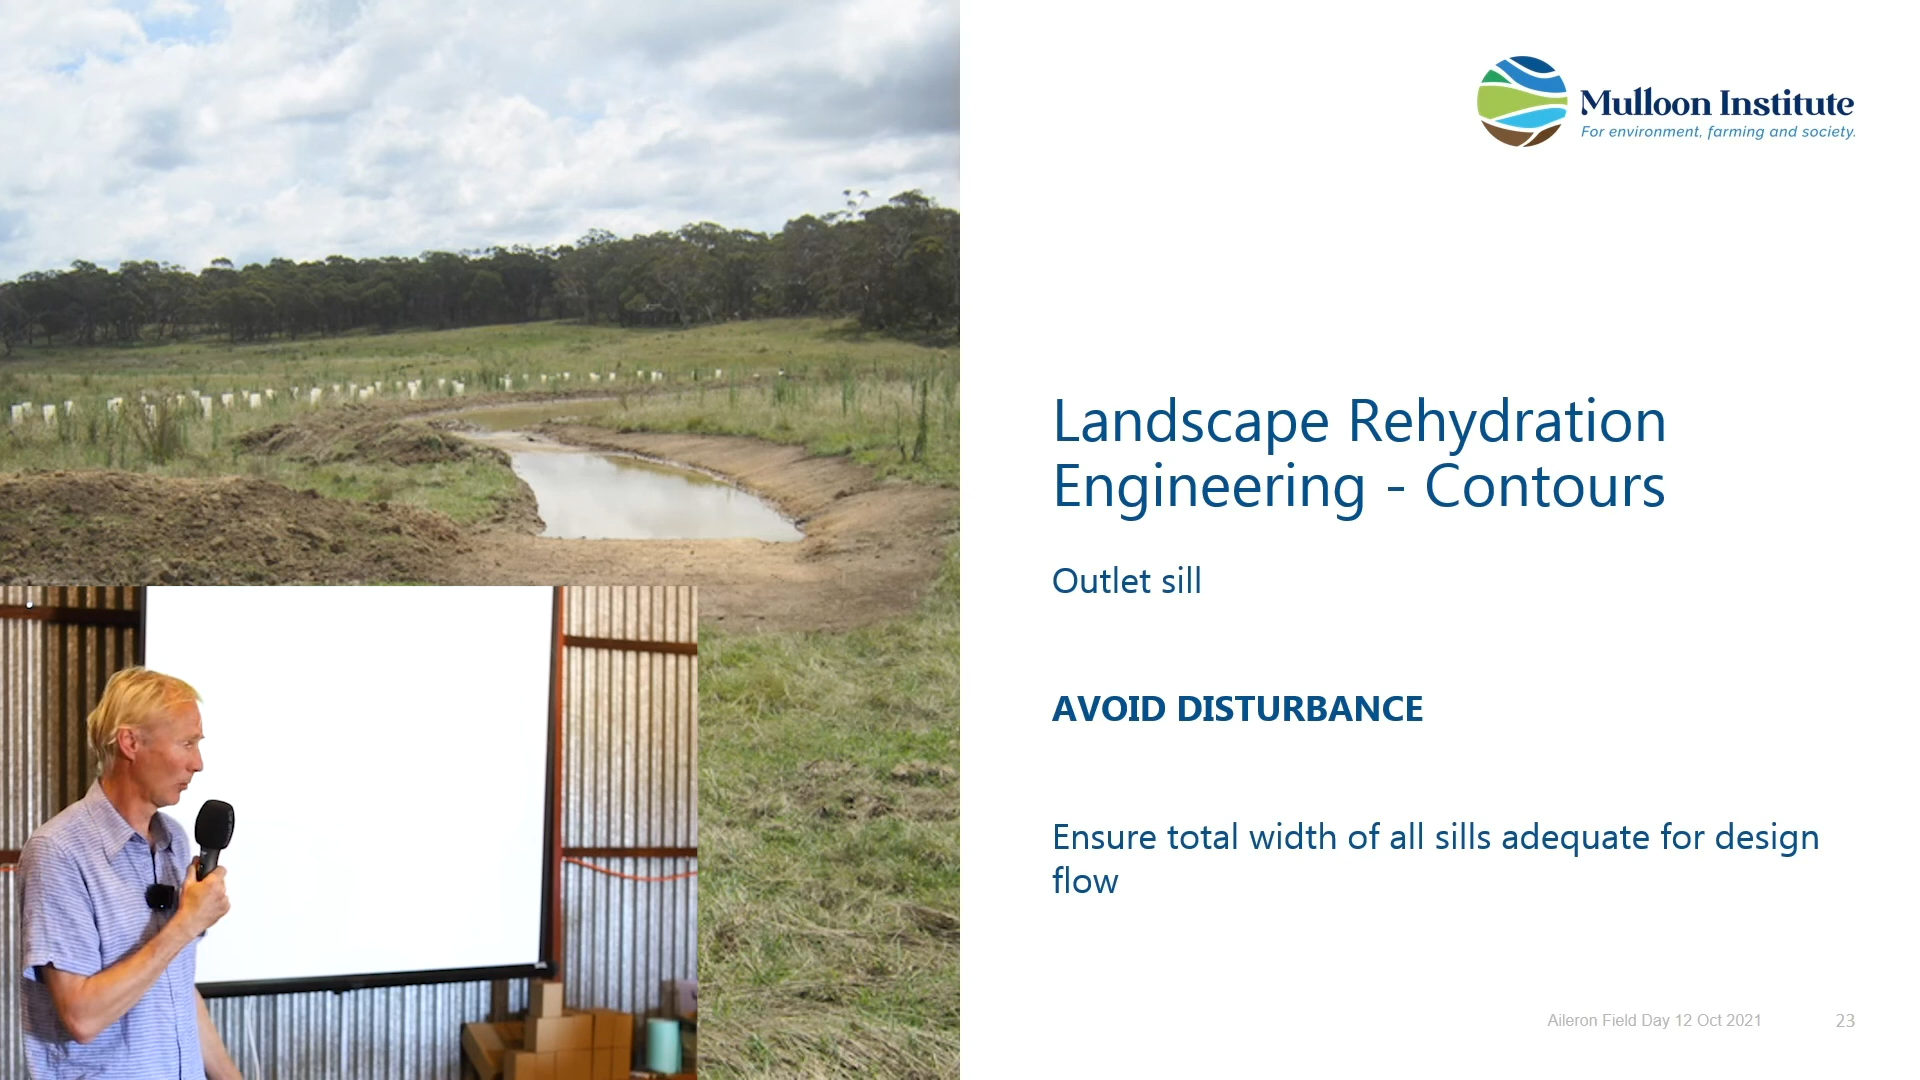 Mulloon Institute
For environment, farming and society.
Landscape Rehydration
Engineering - Contours
Outlet sill
AVOID DISTURBANCE
Ensure total width of all sills adequate for design
flow
Aileron Field Day 12 Oct 2021
23